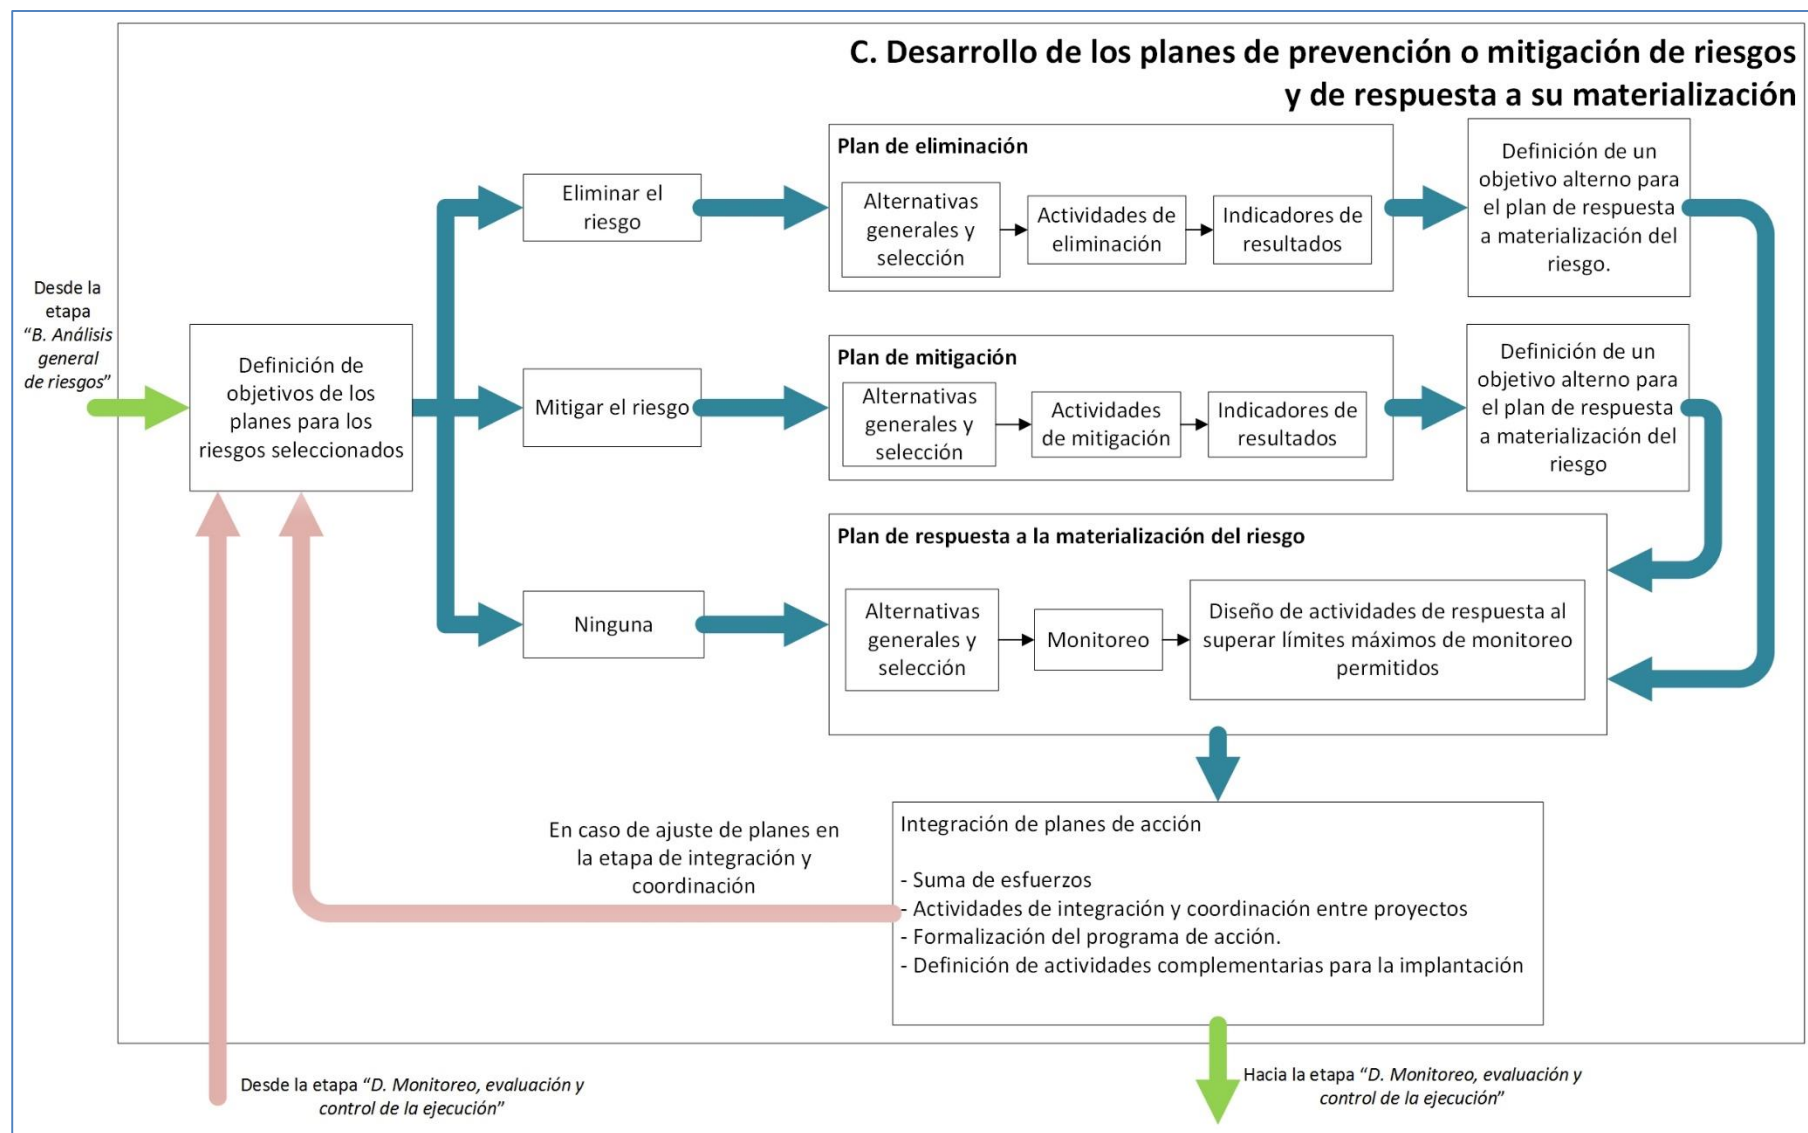 C. Desarrollo de los planes de prevención o mitigación de riesgos
y de respuesta a su materialización
Desde la
etapa
“B. Análisis
general
de riesgos”
Definición de
objetivos de los
planes para los
riesgos seleccionados
Eliminar el
riesgo
Plan de eliminación
Alternativas
generales y
selección
Actividades de
eliminación
Indicadores de
resultados
Definición de un
objetivo alterno para
el plan de respuesta
a materialización del
riesgo.
Mitigar el riesgo
Plan de mitigación
Alternativas
generales y
selección
Actividades
de mitigación
Indicadores de
resultados
Definición de un
objetivo alterno para
el plan de respuesta
a materialización del
riesgo
Ninguna
Plan de respuesta a la materialización del riesgo
Alternativas
generales y
selección
Monitoreo
Diseño de actividades de respuesta al
superar límites máximos de monitoreo
permitidos
En caso de ajuste de planes en
la etapa de integración y
coordinación
Integración de planes de acción
- Suma de esfuerzos
- Actividades de integración y coordinación entre proyectos
- Formalización del programa de acción.
- Definición de actividades complementarias para la implantación
Desde la etapa “D. Monitoreo, evaluación y
control de la ejecución”
Hacia la etapa “D. Monitoreo, evaluación y
control de la ejecución”